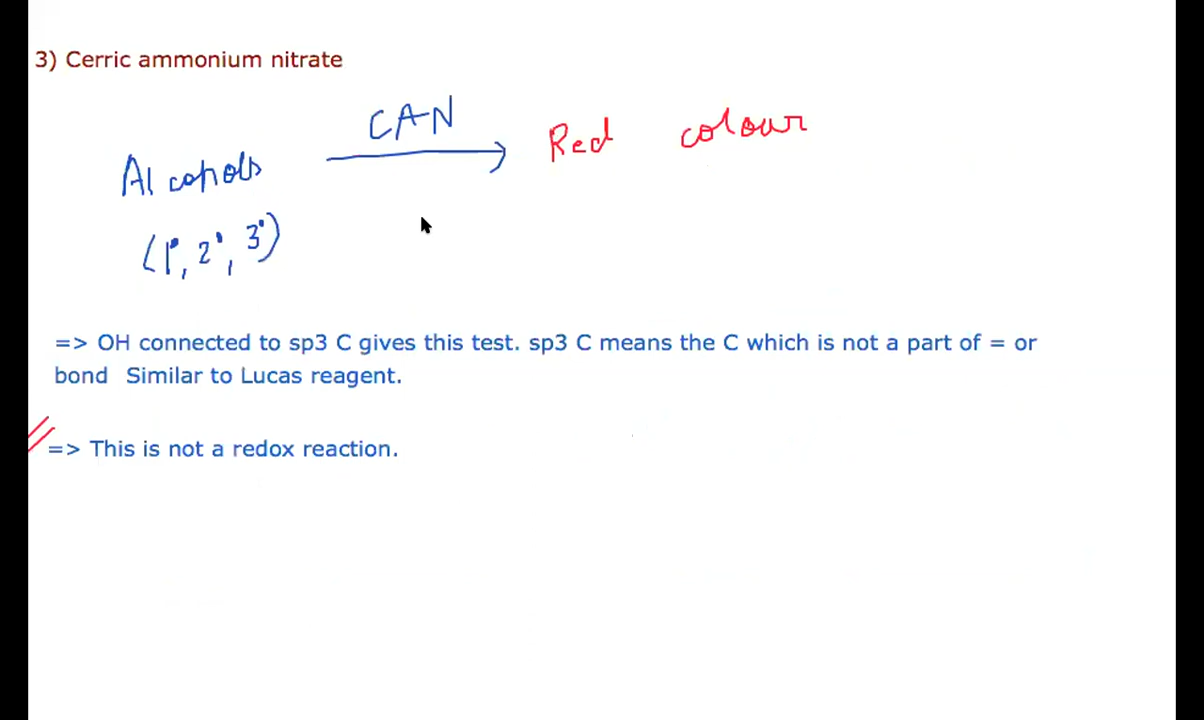 3) Cerric ammonium nitrate
CAN
Red colour
Alcohols
(1°, 2°, 3°)
=> OH connected to sp3 C gives this test. sp3 C means the C which is not a part of = or
bond Similar to Lucas reagent.
=> This is not a redox reaction.